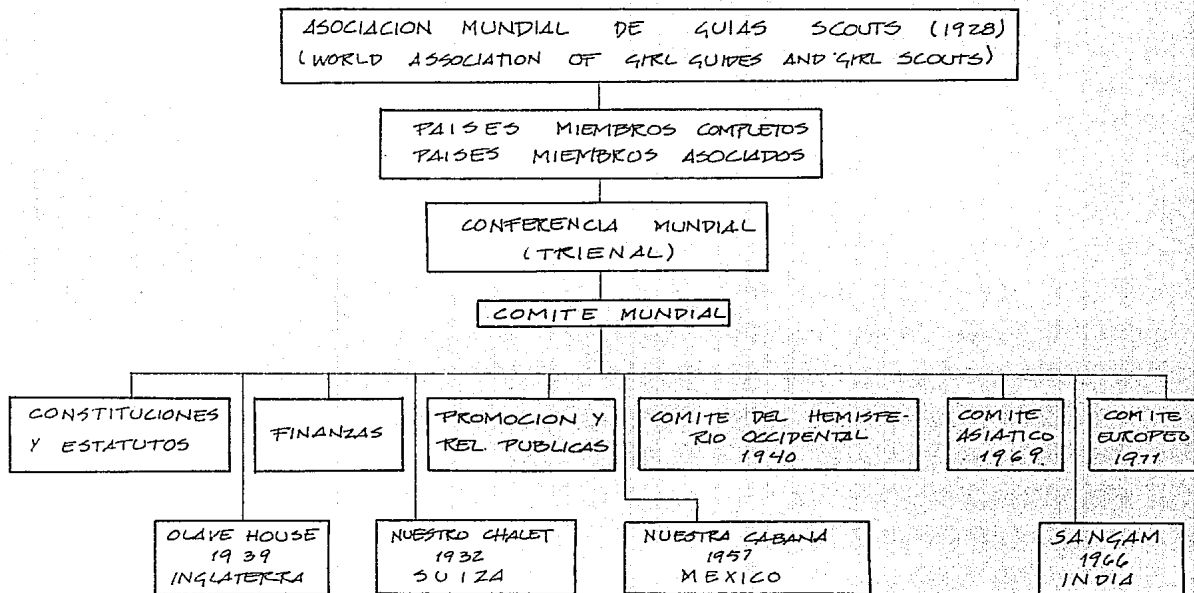 ASOCIACION MUNDIAL DE GUIAS SCOUTS (1928)
(WORLD ASSOCIATION OF GIRL GUIDES AND GIRL SCOUTS)
PAISES MIEMBROS COMPLETOS
PAISES MIEMBROS ASOCIADOS
CONFERENCIA MUNDIAL
(TRIENAL)
COMITE MUNDIAL
CONSTITUCIONES
Y ESTATUTOS
FINANZAS
PROMOCION Y
REL. PUBLICAS
COMITE DEL HEMISFE-
RIO OCCIDENTAL
1940
COMITE
ASIATICO
1969
COMITE
EUROPEO
1971
OLAVE HOUSE
1939
INGLATERRA
NUESTRO CHALET
1932
SUIZA
NUESTRA CABAÑA
1957
MEXICO
SANGAM
1966
INDIA